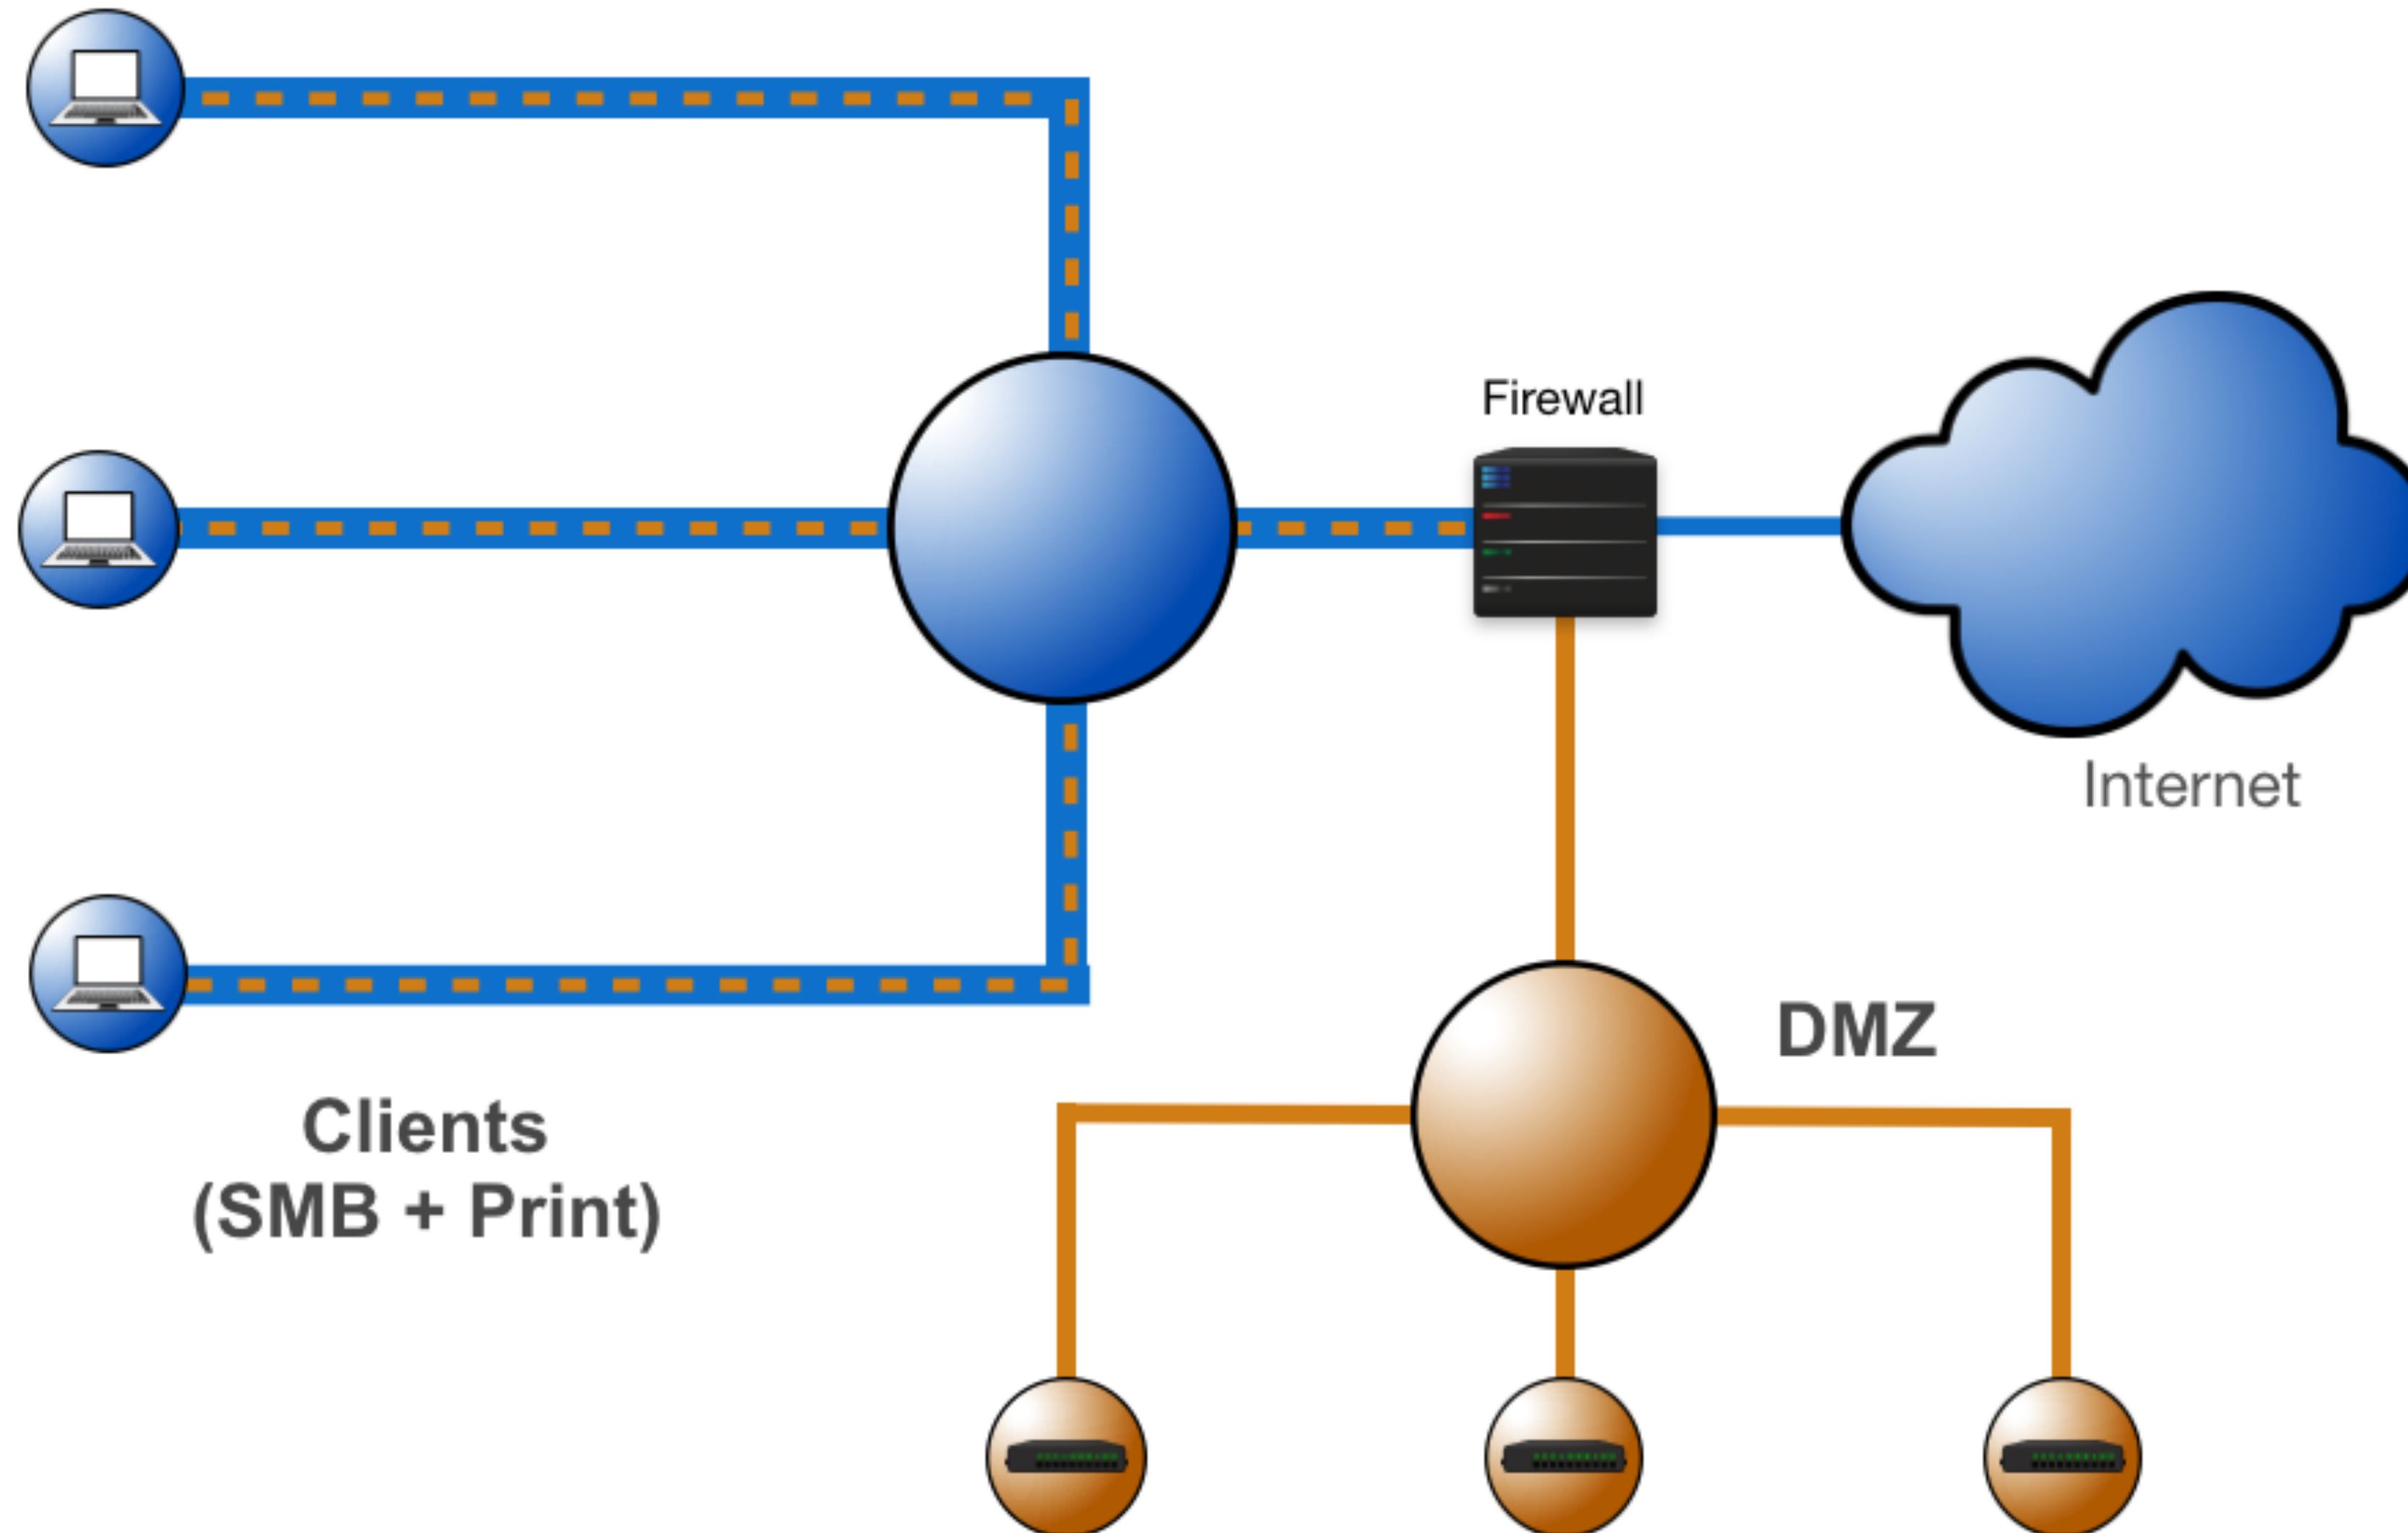 Firewall
Internet
DMZ
Clients
(SMB + Print)